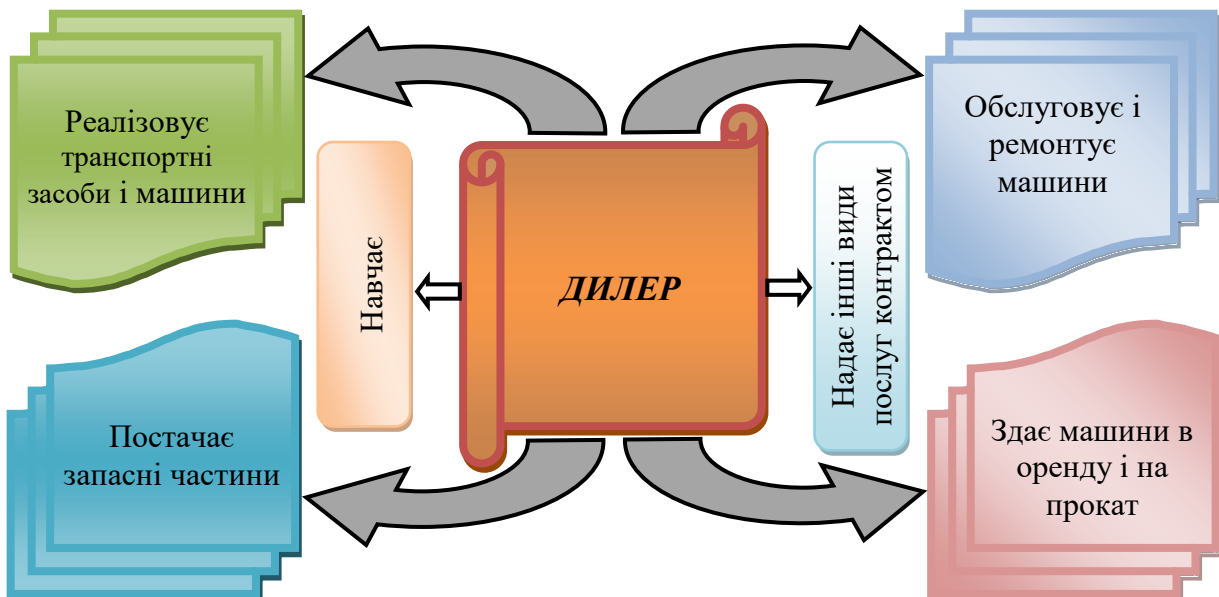 Реалізовує
транспортні
засоби і машини
Обслуговує і
ремонтує
машини
Навчає
ДИЛЕР
Надає інші види
послуг контрактом
Постачає
запасні частини
Здає машини в
оренду і на
прокат